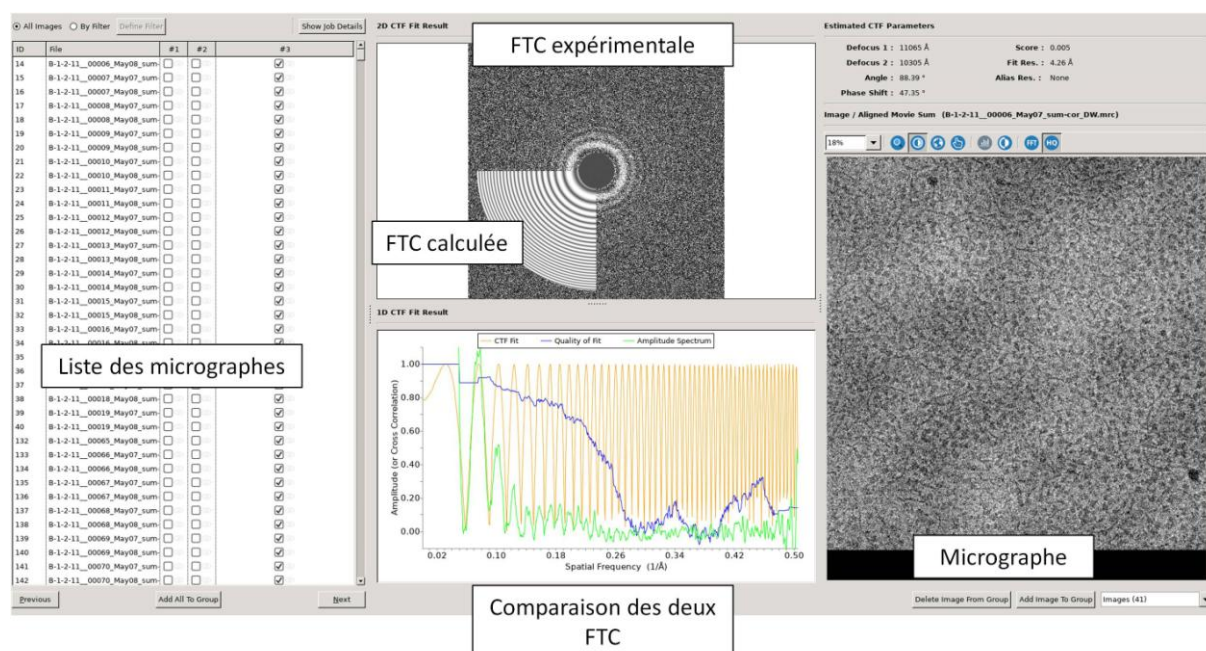 All Images By Filter Define Filter Show Job Details
ID File #1 #2 #3
14 B-1-2-11__00006_May08_sum-
15 B-1-2-11__00007_May07_sum-
16 B-1-2-11__00007_May08_sum-
17 B-1-2-11__00008_May07_sum-
18 B-1-2-11__00008_May08_sum-
19 B-1-2-11__00009_May07_sum-
20 B-1-2-11__00009_May08_sum-
21 B-1-2-11__00010_May07_sum-
22 B-1-2-11__00010_May08_sum-
23 B-1-2-11__00011_May07_sum-
24 B-1-2-11__00011_May08_sum-
25 B-1-2-11__00012_May07_sum-
26 B-1-2-11__00012_May08_sum-
27 B-1-2-11__00013_May07_sum-
28 B-1-2-11__00013_May08_sum-
29 B-1-2-11__00014_May07_sum-
30 B-1-2-11__00014_May08_sum-
31 B-1-2-11__00015_May07_sum-
32 B-1-2-11__00015_May08_sum-
33 B-1-2-11__00016_May07_sum-
34
35
36
37
Liste des micrographes
38 B-1-2-11__00018_May08_sum-
39 B-1-2-11__00019_May07_sum-
40 B-1-2-11__00019_May08_sum-
132 B-1-2-11__00065_May08_sum-
133 B-1-2-11__00066_May07_sum-
134 B-1-2-11__00066_May08_sum-
135 B-1-2-11__00067_May07_sum-
136 B-1-2-11__00067_May08_sum-
137 B-1-2-11__00068_May07_sum-
138 B-1-2-11__00068_May08_sum-
139 B-1-2-11__00069_May07_sum-
140 B-1-2-11__00069_May08_sum-
141 B-1-2-11__00070_May07_sum-
142 B-1-2-11__00070_May08_sum-
Previous Add All To Group Next
2D CTF Fit Result
FTC expérimentale
FTC calculée
1D CTF Fit Result
CTF Fit Quality of Fit Amplitude Spectrum
Amplitude (or Cross Correlation)
1.00
0.80
0.60
0.40
0.20
0.00
0.02 0.10 0.18 0.26 0.34 0.42 0.50
Spatial Frequency (1/Å)
Comparaison des deux
FTC
Estimated CTF Parameters
Defocus 1 : 11065 Å Score : 0.005
Defocus 2 : 10305 Å Fit Res. : 4.26 Å
Angle : 88.39 ° Alias Res. : None
Phase Shift : 47.35 °
Image / Aligned Movie Sum (B-1-2-11__00006_May07_sum-cor_DW.mrc)
18% FFT HQ
Micrographe
Delete Image From Group Add Image To Group Images (41)